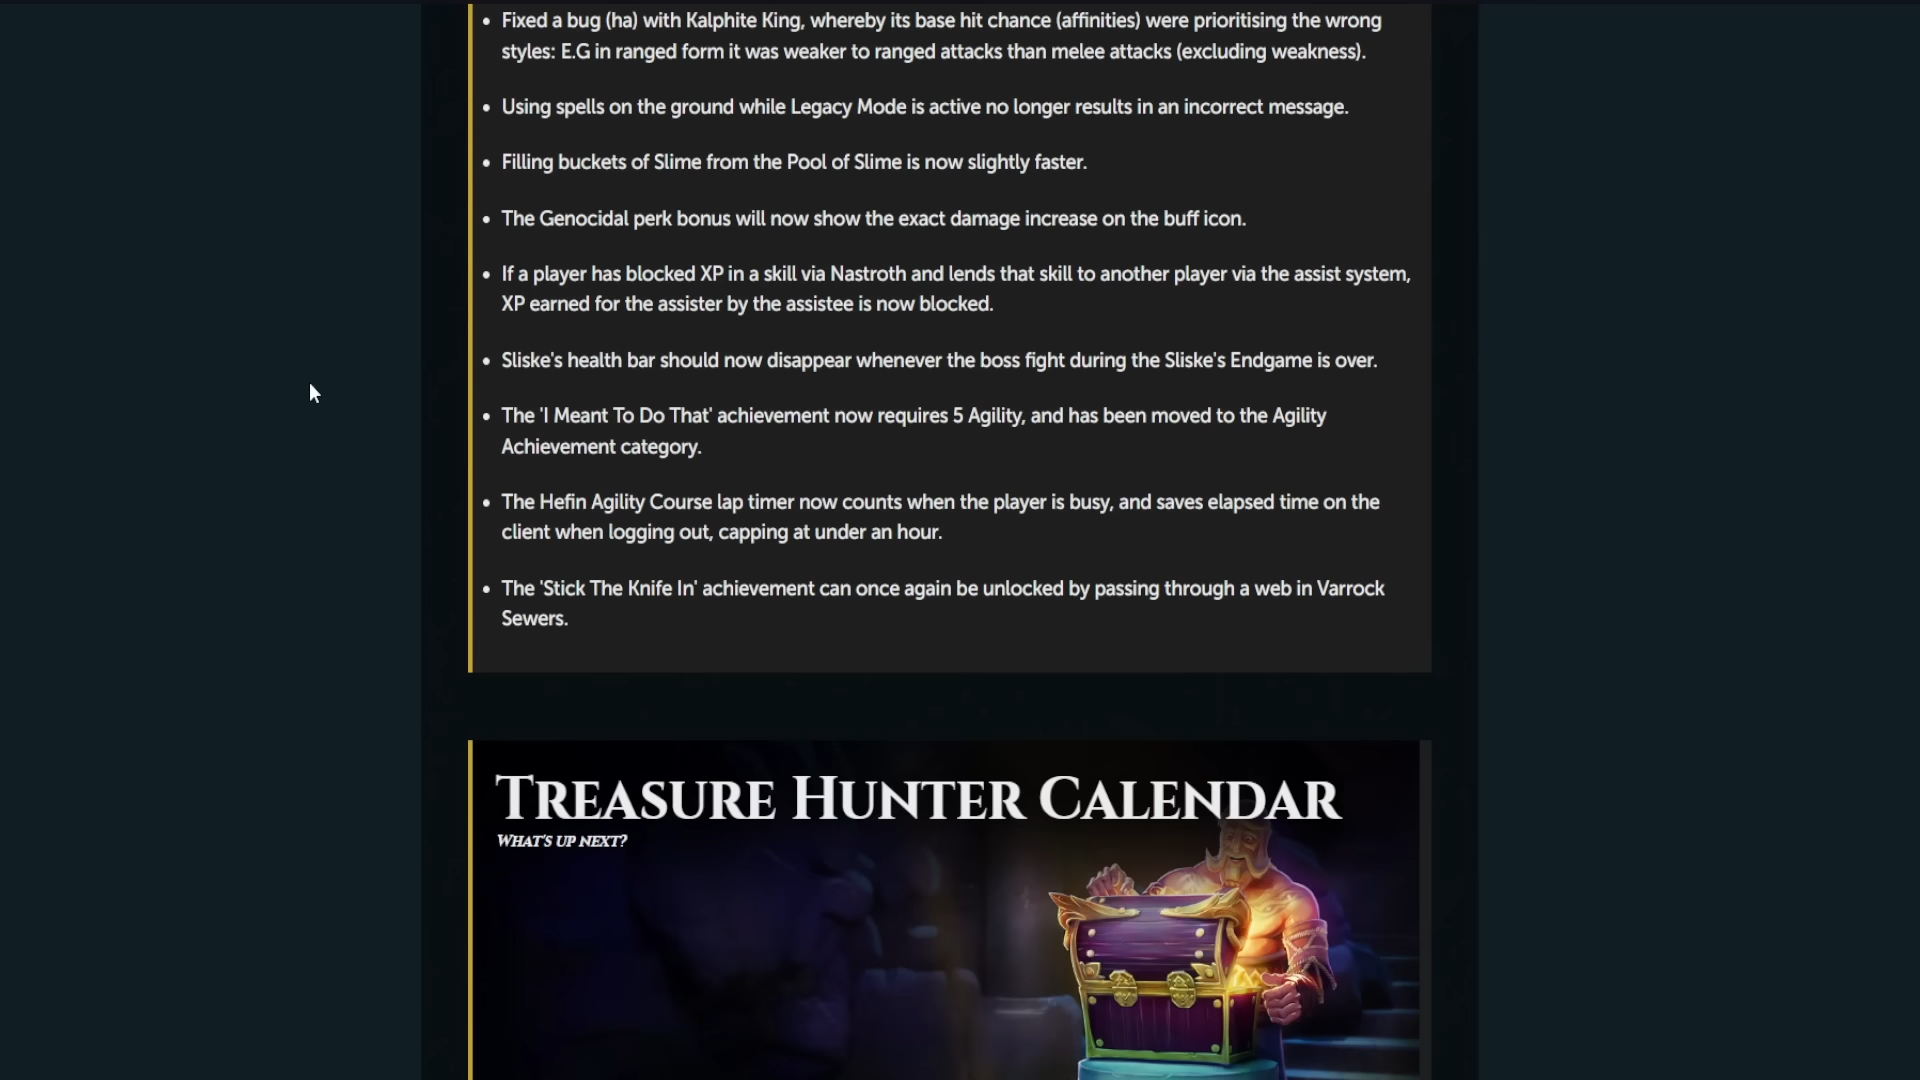 • Fixed a bug (ha) with Kalphite King, whereby its base hit chance (affinities) were prioritising the wrong
styles: E.G in ranged form it was weaker to ranged attacks than melee attacks (excluding weakness).
• Using spells on the ground while Legacy Mode is active no longer results in an incorrect message.
• Filling buckets of Slime from the Pool of Slime is now slightly faster.
• The Genocidal perk bonus will now show the exact damage increase on the buff icon.
• If a player has blocked XP in a skill via Nastroth and lends that skill to another player via the assist system,
XP earned for the assister by the assistee is now blocked.
• Sliske's health bar should now disappear whenever the boss fight during the Sliske's Endgame is over.
• The 'I Meant To Do That' achievement now requires 5 Agility, and has been moved to the Agility
Achievement category.
• The Hefin Agility Course lap timer now counts when the player is busy, and saves elapsed time on the
client when logging out, capping at under an hour.
• The 'Stick The Knife In' achievement can once again be unlocked by passing through a web in Varrock
Sewers.
TREASURE HUNTER CALENDAR
WHAT'S UP NEXT?